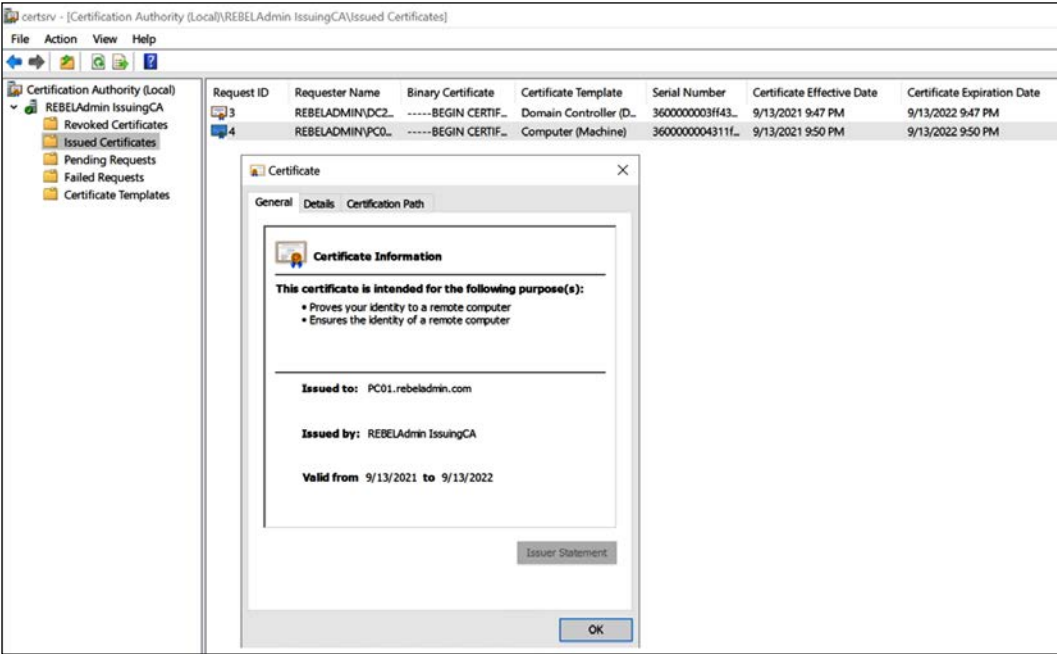 certsrv - [Certification Authority (Local)\REBELAdmin IssuingCA\Issued Certificates]
File Action View Help
Certification Authority (Local)
REBELAdmin IssuingCA
Revoked Certificates
Issued Certificates
Pending Requests
Failed Requests
Certificate Templates
Request ID Requester Name Binary Certificate Certificate Template Serial Number Certificate Effective Date Certificate Expiration Date
3 REBELADMIN\DC2... -----BEGIN CERTIF... Domain Controller (D... 3600000003ff43... 9/13/2021 9:47 PM 9/13/2022 9:47 PM
4 REBELADMIN\PC0... -----BEGIN CERTIF... Computer (Machine) 3600000004311f... 9/13/2021 9:50 PM 9/13/2022 9:50 PM
Certificate
General Details Certification Path
Certificate Information
This certificate is intended for the following purpose(s):
• Proves your identity to a remote computer
• Ensures the identity of a remote computer
Issued to: PC01.rebeladmin.com
Issued by: REBELAdmin IssuingCA
Valid from 9/13/2021 to 9/13/2022
Issuer Statement
OK